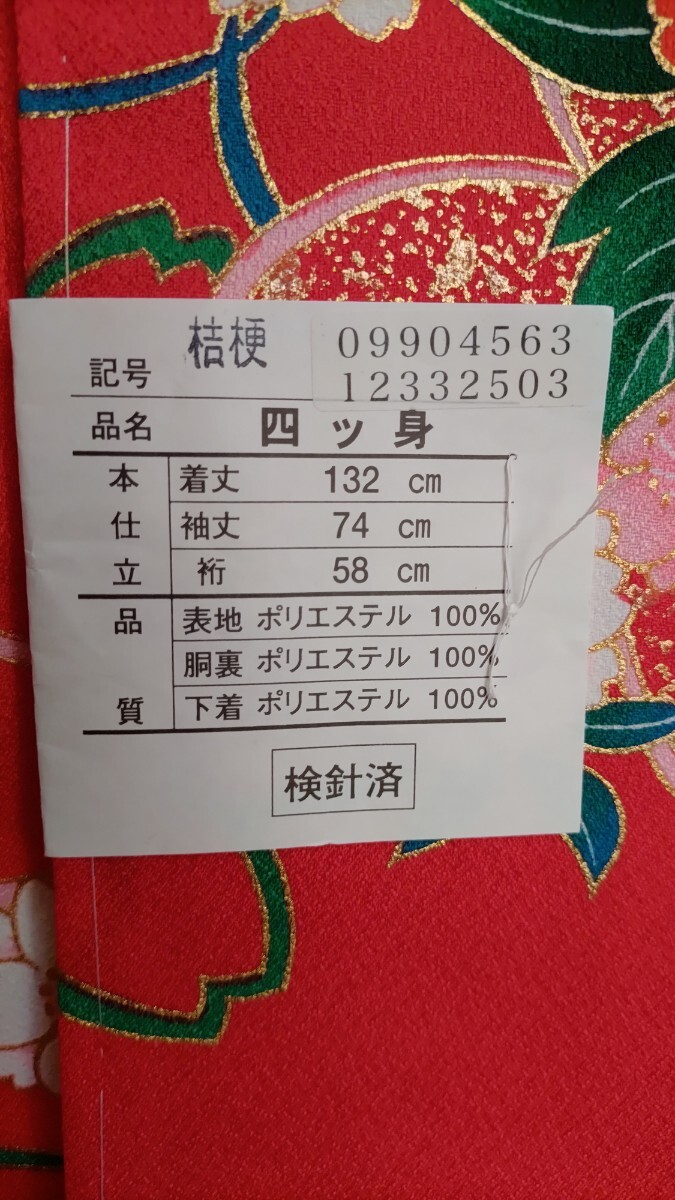 記号 桔梗 09904563
12332503
品名 四ッ身
本仕立 着丈 132 cm
袖丈 74 cm
裄 58 cm
品質 表地 ポリエステル 100%
胴裏 ポリエステル 100%
下着 ポリエステル 100%
検針済